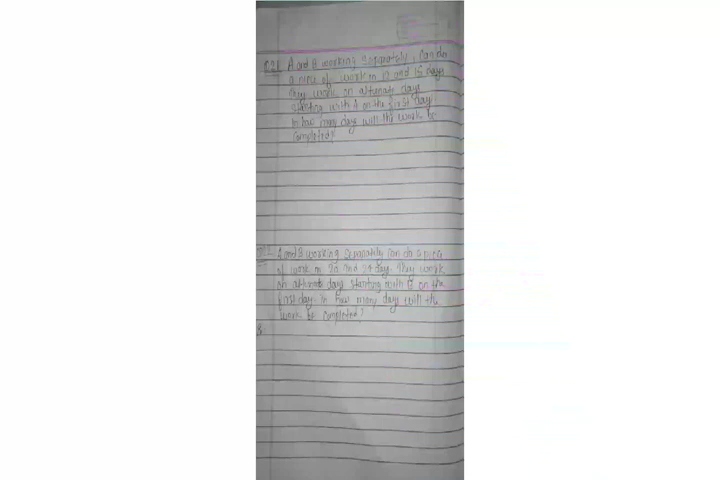 Q.21 A and B working separately, can do
a piece of work in 10 and 15 days
They work on alternate days
starting with A on the first day
in how many days will the work be
completed?
A and B working separately can do a piece
of work in 20 and day. They work
on alternate days starting with B on the
first day in how many days will the
work be completed?